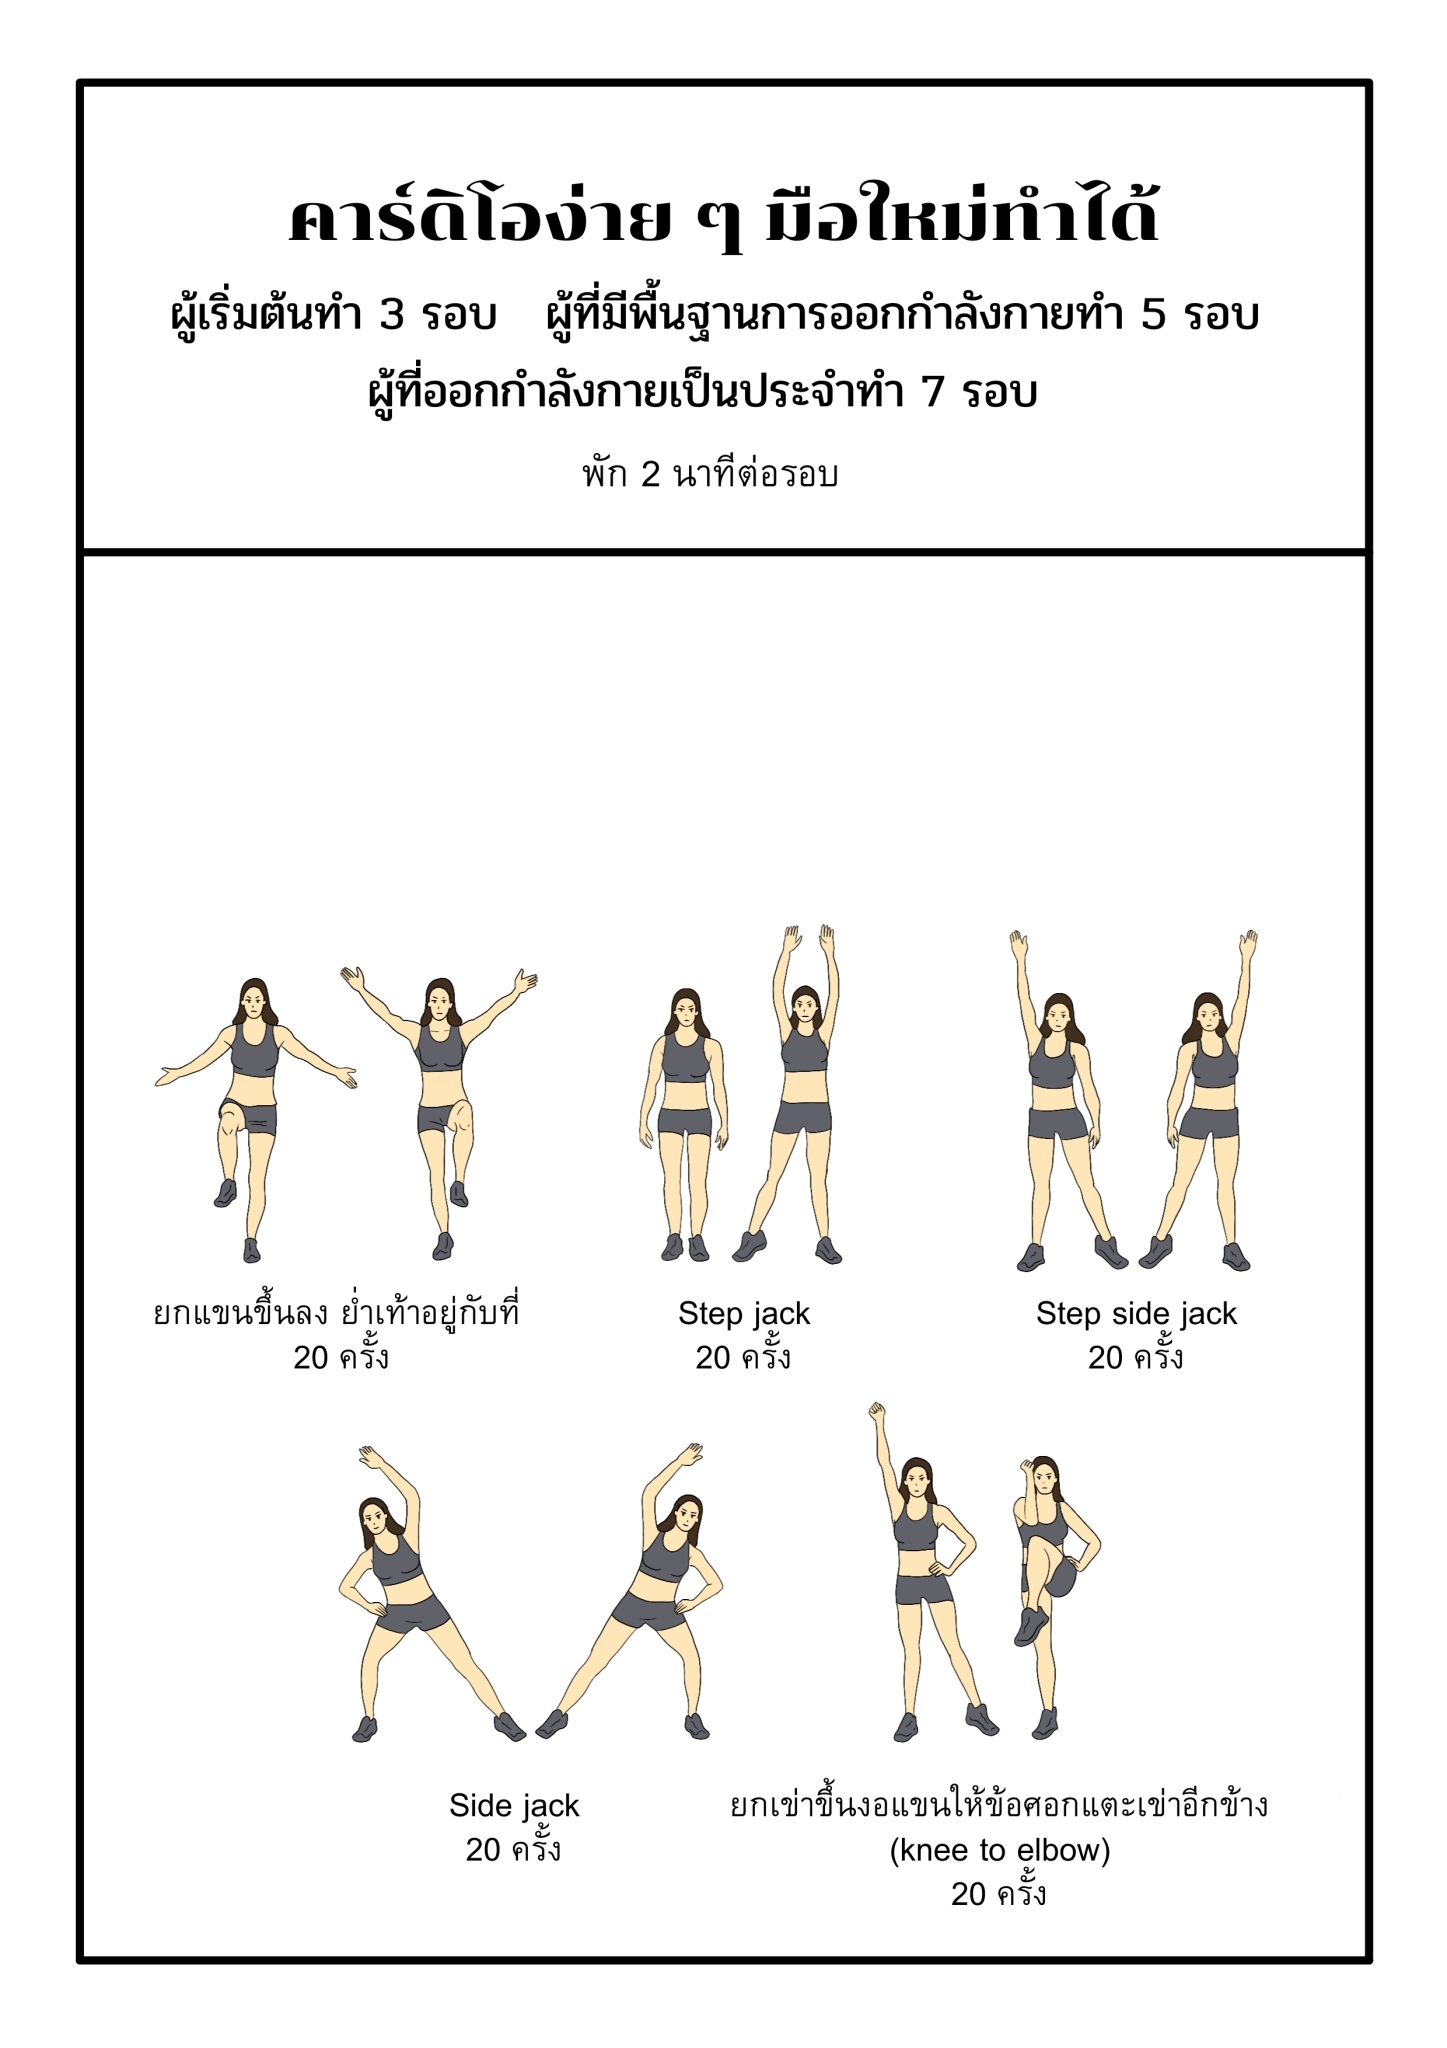 คาร์ดิโอง่าย ๆ มือใหม่ทำได้
ผู้เริ่มต้นทำ 3 รอบ ผู้ที่มีพื้นฐานการออกกำลังกายทำ 5 รอบ
ผู้ที่ออกกำลังกายเป็นประจำทำ 7 รอบ
พัก 2 นาทีต่อรอบ
ยกแขนขึ้นลง ย่ำเท้าอยู่กับที่
20 ครั้ง
Step jack
20 ครั้ง
Step side jack
20 ครั้ง
Side jack
20 ครั้ง
ยกเข่าขึ้นงอแขนให้ข้อศอกแตะเข่าอีกข้าง
(knee to elbow)
20 ครั้ง